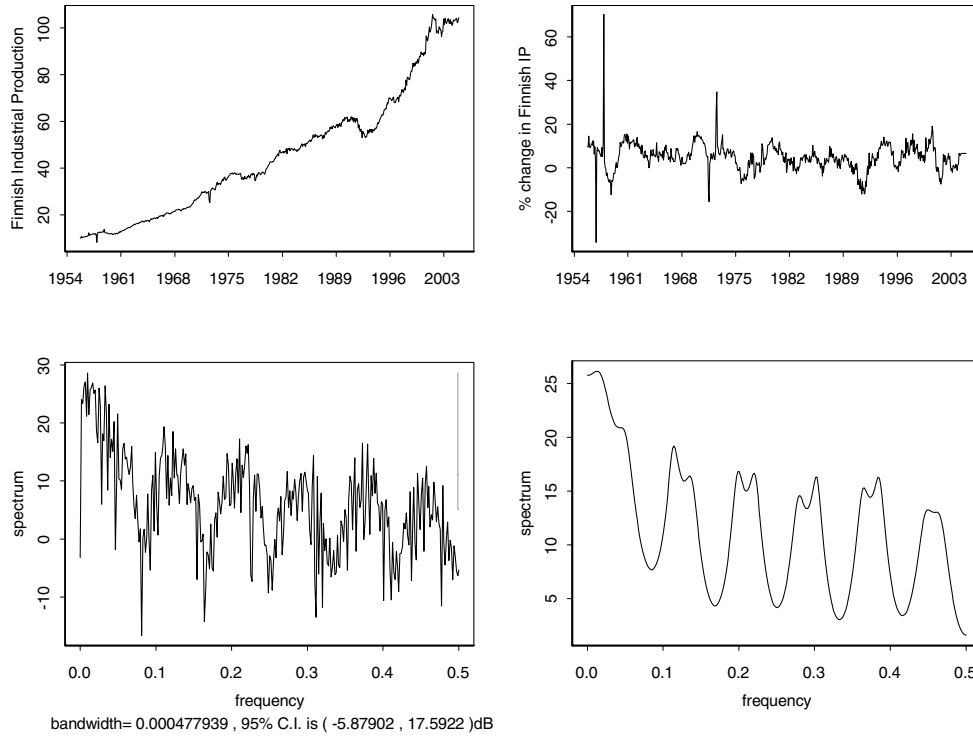 Finnish Industrial Production
100
80
60
40
20
1954 1961 1968 1975 1982 1989 1996 2003
% change in Finnish IP
60
40
20
0
-20
1954 1961 1968 1975 1982 1989 1996 2003
spectrum
30
20
10
0
-10
0.0 0.1 0.2 0.3 0.4 0.5
frequency
bandwidth= 0.000477939 , 95% C.I. is ( -5.87902 , 17.5922 )dB
spectrum
25
20
15
10
5
0.0 0.1 0.2 0.3 0.4 0.5
frequency